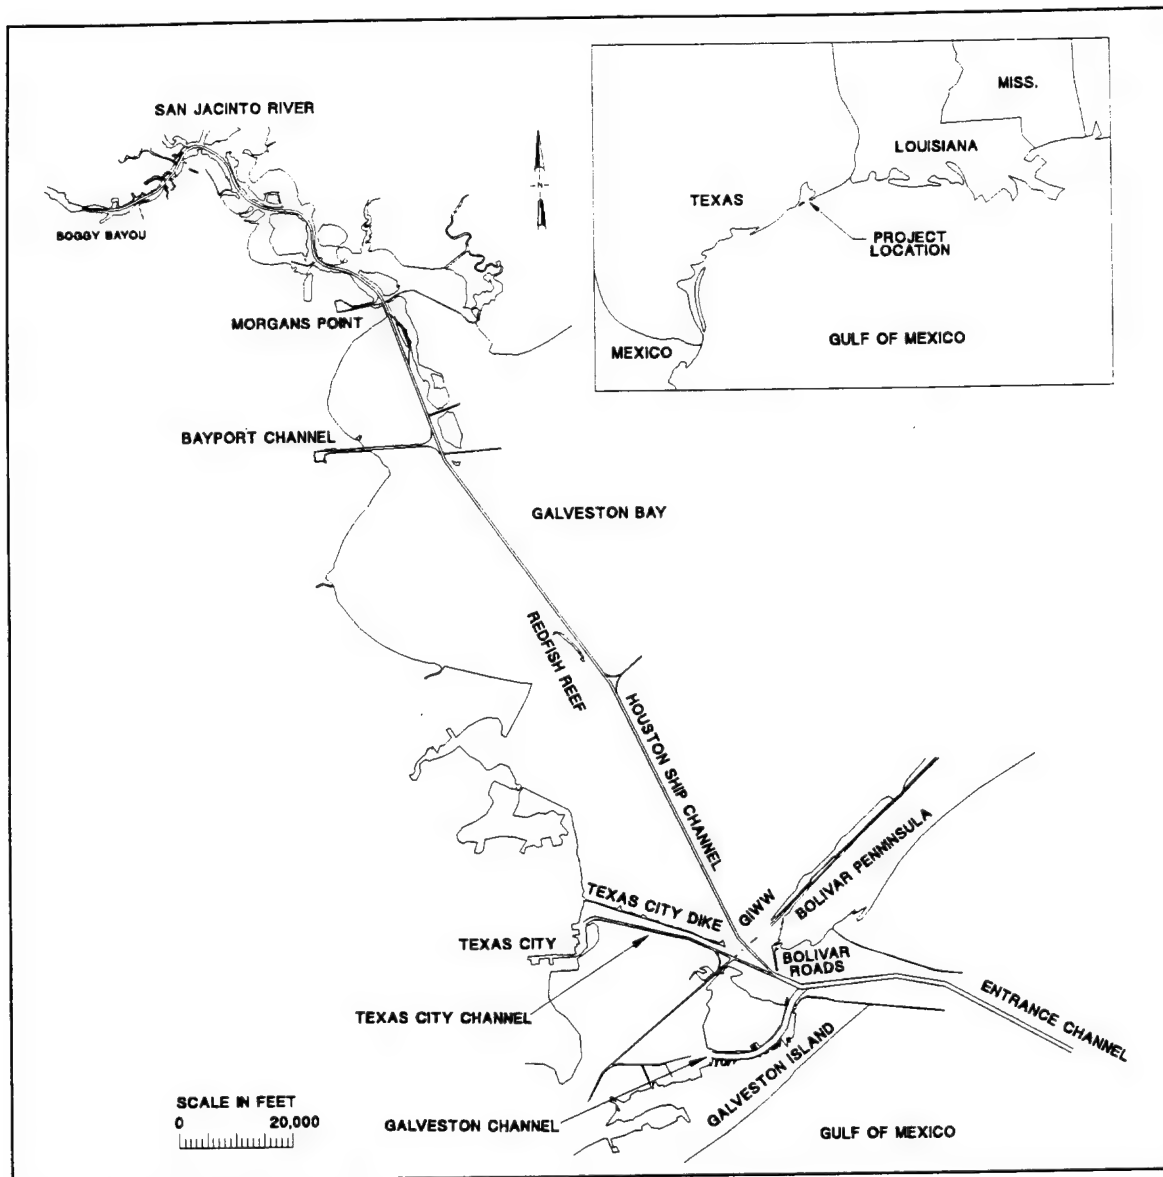 SAN JACINTO RIVER
BOGGY BAYOU
N
MORGANS POINT
BAYPORT CHANNEL
GALVESTON BAY
REDFISH REEF
HOUSTON SHIP CHANNEL
TEXAS CITY DIKE
GIWW
BOLIVAR PENNINSULA
TEXAS CITY
BOLIVAR
ROADS
TEXAS CITY CHANNEL
ENTRANCE CHANNEL
GALVESTON ISLAND
GALVESTON CHANNEL
GULF OF MEXICO
SCALE IN FEET
0 20,000
MISS.
LOUISIANA
TEXAS
PROJECT
LOCATION
MEXICO
GULF OF MEXICO